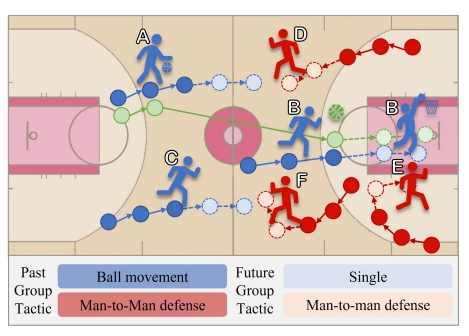 A
D
B
B
C
E
F
Past Group Tactic
Ball movement
Man-to-Man defense
Future Group Tactic
Single
Man-to-man defense